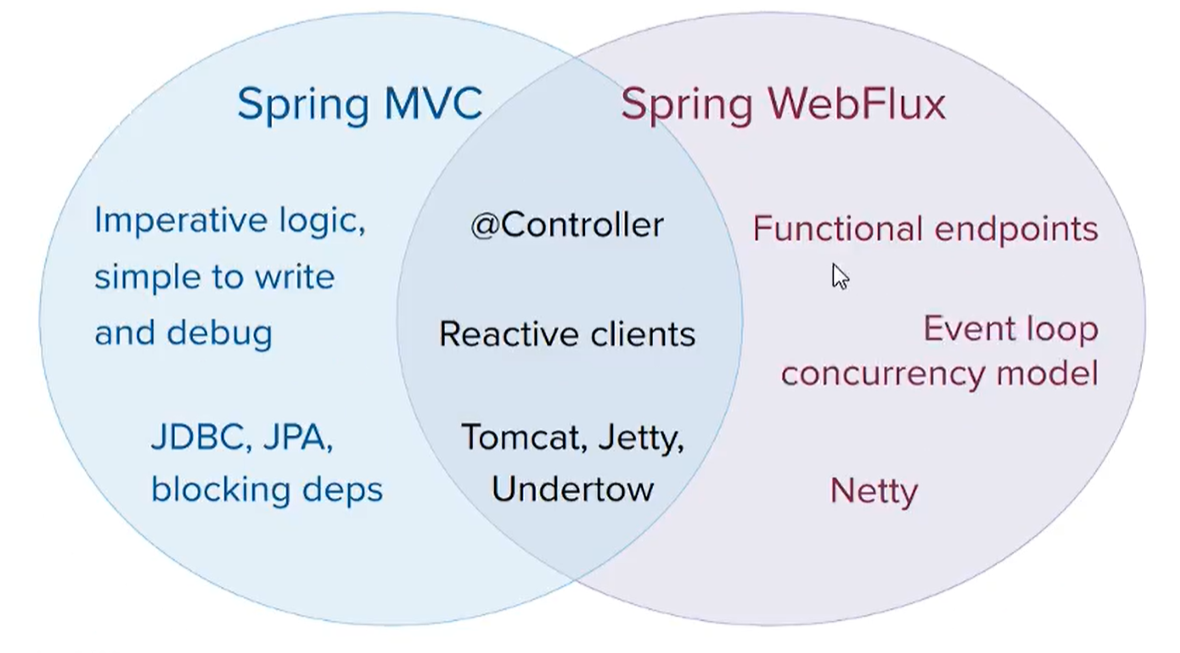 Spring MVC
Spring WebFlux
Imperative logic,
simple to write
and debug
JDBC, JPA,
blocking deps
@Controller
Reactive clients
Tomcat, Jetty,
Undertow
Functional endpoints
Event loop
concurrency model
Netty